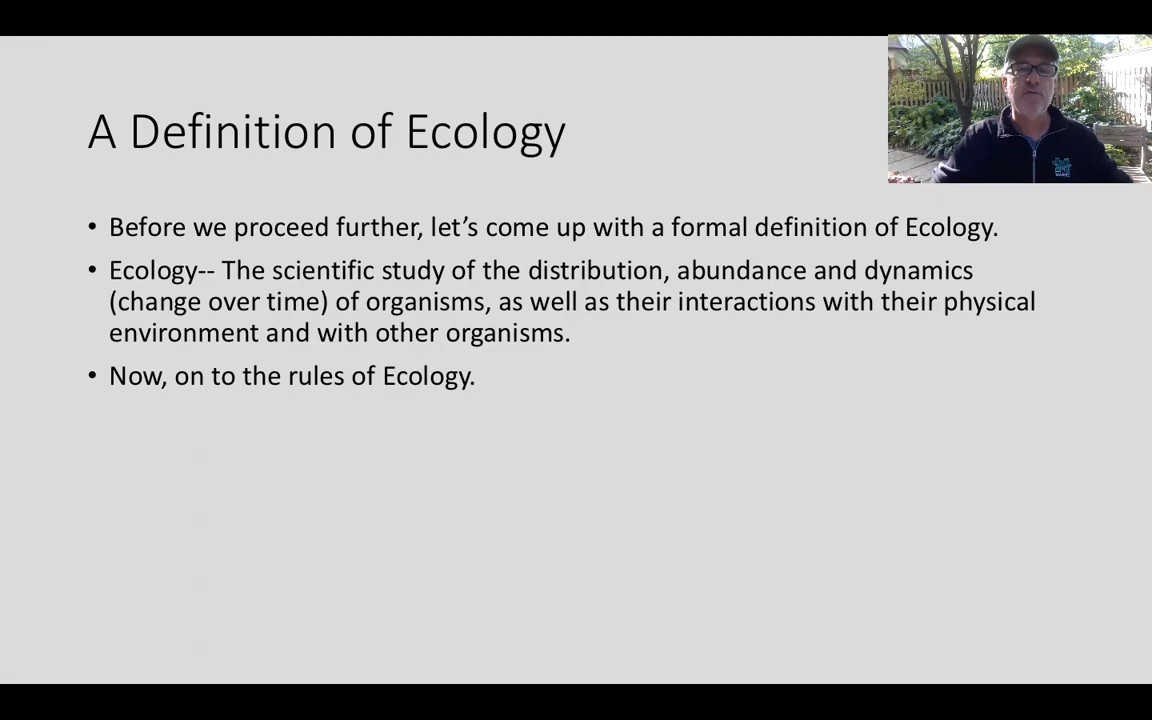 A Definition of Ecology
• Before we proceed further, let's come up with a formal definition of Ecology.
• Ecology-- The scientific study of the distribution, abundance and dynamics
(change over time) of organisms, as well as their interactions with their physical
environment and with other organisms.
• Now, on to the rules of Ecology.